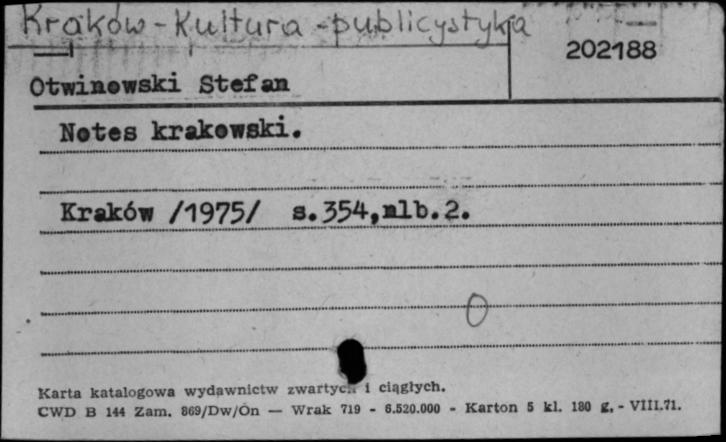 Kraków - Kultura - publicystyka
202188
Otwinowski Stefan
Notes krakowski.
Kraków /1975/ s.354,nlb.2.
Karta katalogowa wydawnictw zwartych i ciągłych.
CWD B 144 Zam. 869/Dw/On — Wrak 719 - 6.520.000 - Karton 5 kl. 180 g. - VIII.71.